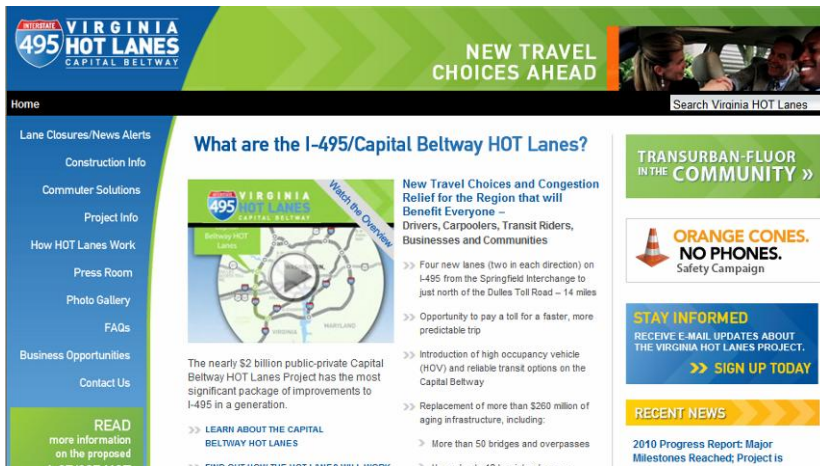 INTERSTATE
495
VIRGINIA
HOT LANES
CAPITAL BELTWAY
NEW TRAVEL
CHOICES AHEAD
Home
Search Virginia HOT Lanes
Lane Closures/News Alerts
Construction Info
Commuter Solutions
Project Info
How HOT Lanes Work
Press Room
Photo Gallery
FAQs
Business Opportunities
Contact Us
READ
more information
on the proposed
What are the I-495/Capital Beltway HOT Lanes?
495
VIRGINIA
HOT LANES
CAPITAL BELTWAY
Watch the Overview
Beltway HOT
Lanes
VIRGINIA
MARYLAND
The nearly $2 billion public-private Capital
Beltway HOT Lanes Project has the most
significant package of improvements to
I-495 in a generation.
LEARN ABOUT THE CAPITAL
BELTWAY HOT LANES
FIND OUT HOW THE HOT LANES WILL WORK
New Travel Choices and Congestion
Relief for the Region that will
Benefit Everyone –
Drivers, Carpoolers, Transit Riders,
Businesses and Communities
Four new lanes (two in each direction) on
I-495 from the Springfield Interchange to
just north of the Dulles Toll Road – 14 miles
Opportunity to pay a toll for a faster, more
predictable trip
Introduction of high occupancy vehicle
(HOV) and reliable transit options on the
Capital Beltway
Replacement of more than $260 million of
aging infrastructure, including:
More than 50 bridges and overpasses
TRANSURBAN-FLUOR
IN THE COMMUNITY »
ORANGE CONES.
NO PHONES.
Safety Campaign
STAY INFORMED
RECEIVE E-MAIL UPDATES ABOUT
THE VIRGINIA HOT LANES PROJECT.
>> SIGN UP TODAY
RECENT NEWS
2010 Progress Report: Major
Milestones Reached; Project is